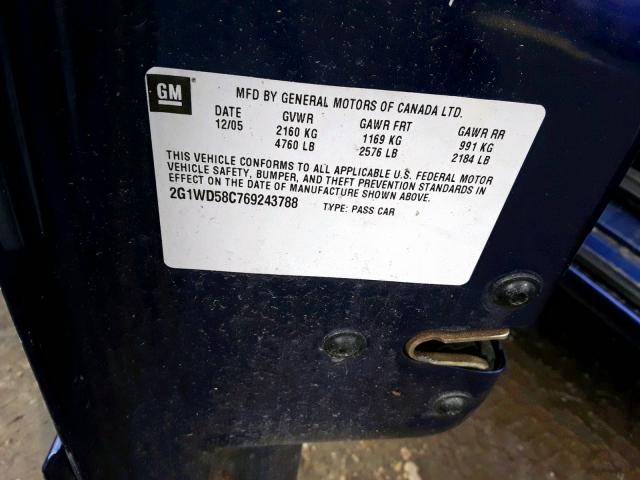 GM
MFD BY GENERAL MOTORS OF CANADA LTD.
DATE GVWR GAWR FRT GAWR RR
12/05 2160 KG 1169 KG 991 KG
4760 LB 2576 LB 2184 LB
THIS VEHICLE CONFORMS TO ALL APPLICABLE U.S. FEDERAL MOTOR
VEHICLE SAFETY, BUMPER, AND THEFT PREVENTION STANDARDS IN
EFFECT ON THE DATE OF MANUFACTURE SHOWN ABOVE.
2G1WD58C769243788 TYPE: PASS CAR